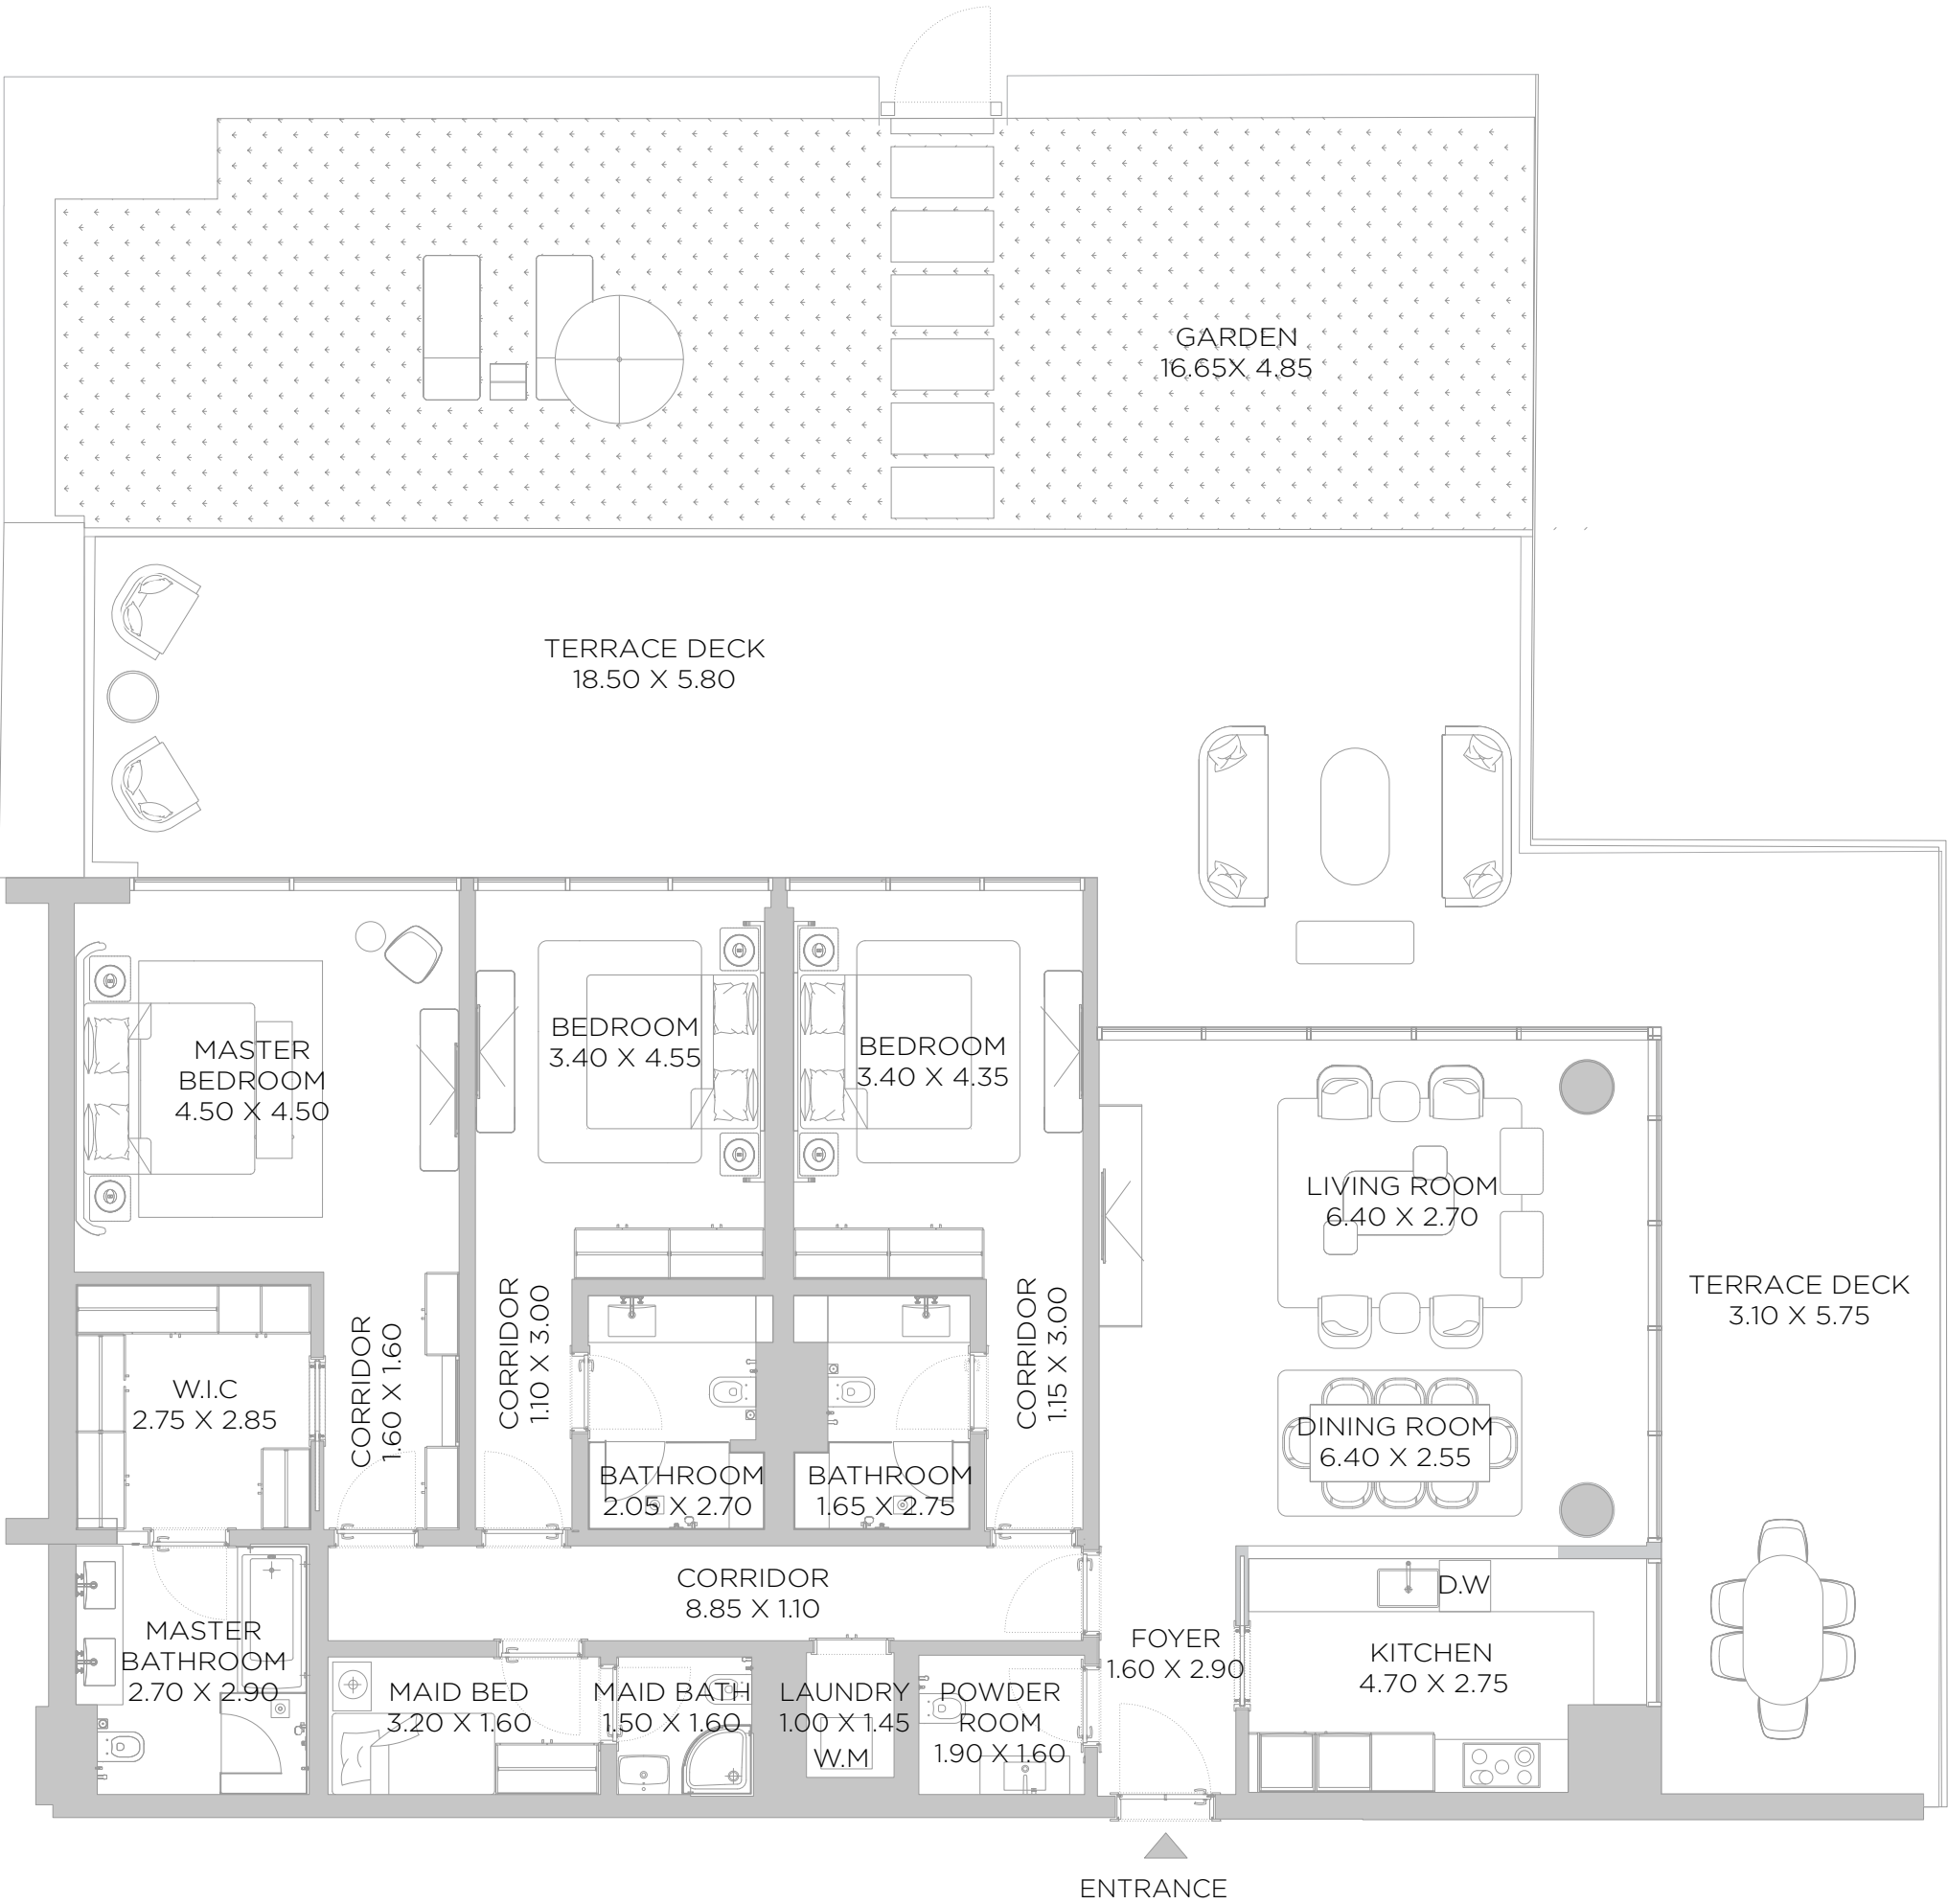 GARDEN
16.65X 4.85
TERRACE DECK
18.50 X 5.80
MASTER
BEDROOM
4.50 X 4.50
BEDROOM
3.40 X 4.55
BEDROOM
3.40 X 4.35
LIVING ROOM
6.40 X 2.70
TERRACE DECK
3.10 X 5.75
W.I.C
2.75 X 2.85
CORRIDOR
1.60 X 1.60
CORRIDOR
1.10 X 3.00
CORRIDOR
1.15 X 3.00
DINING ROOM
6.40 X 2.55
BATHROOM
2.05 X 2.70
BATHROOM
1.65 X 2.75
CORRIDOR
8.85 X 1.10
D.W
MASTER
BATHROOM
2.70 X 2.90
FOYER
1.60 X 2.90
KITCHEN
4.70 X 2.75
MAID BED
3.20 X 1.60
MAID BATH
1.50 X 1.60
LAUNDRY
1.00 X 1.45
W.M
POWDER
ROOM
1.90 X 1.60
ENTRANCE